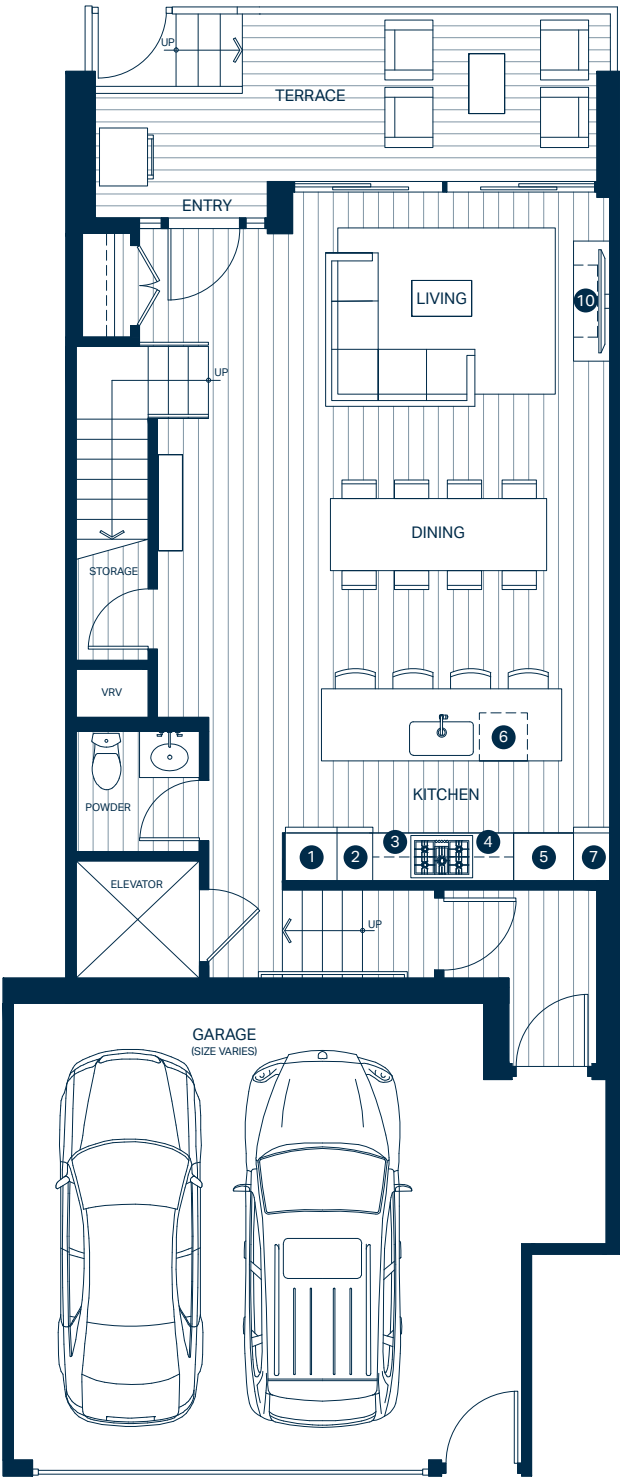 UP
TERRACE
ENTRY
LIVING
10
UP
DINING
STORAGE
VRV
6
POWDER
KITCHEN
3
4
1
2
5
7
ELEVATOR
UP
GARAGE
(SIZE VARIES)